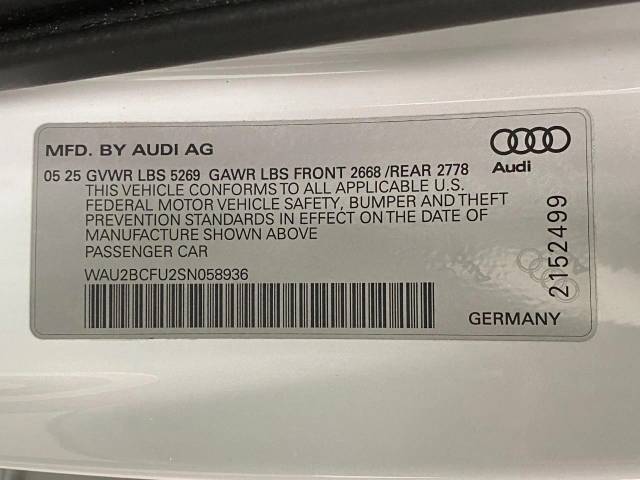 MFD. BY AUDI AG
Audi
05 25 GVWR LBS 5269 GAWR LBS FRONT 2668 /REAR 2778
THIS VEHICLE CONFORMS TO ALL APPLICABLE U.S.
FEDERAL MOTOR VEHICLE SAFETY, BUMPER AND THEFT
PREVENTION STANDARDS IN EFFECT ON THE DATE OF
MANUFACTURE SHOWN ABOVE
PASSENGER CAR
WAU2BCFU2SN058936
2152499
GERMANY